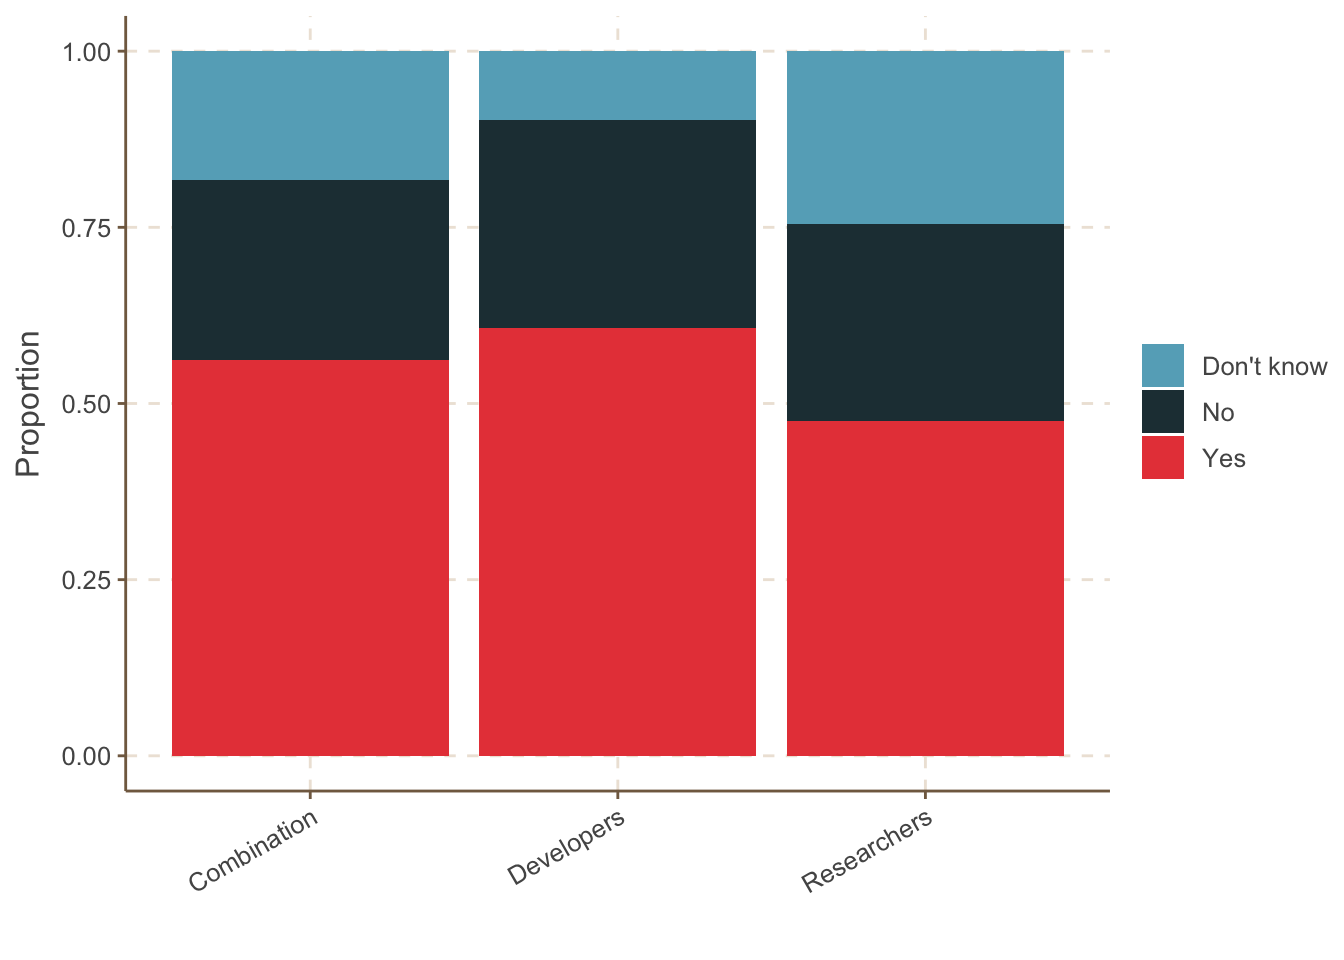 Proportion
1.00
0.75
0.50
0.25
0.00
Combination
Developers
Researchers
Don't know
No
Yes